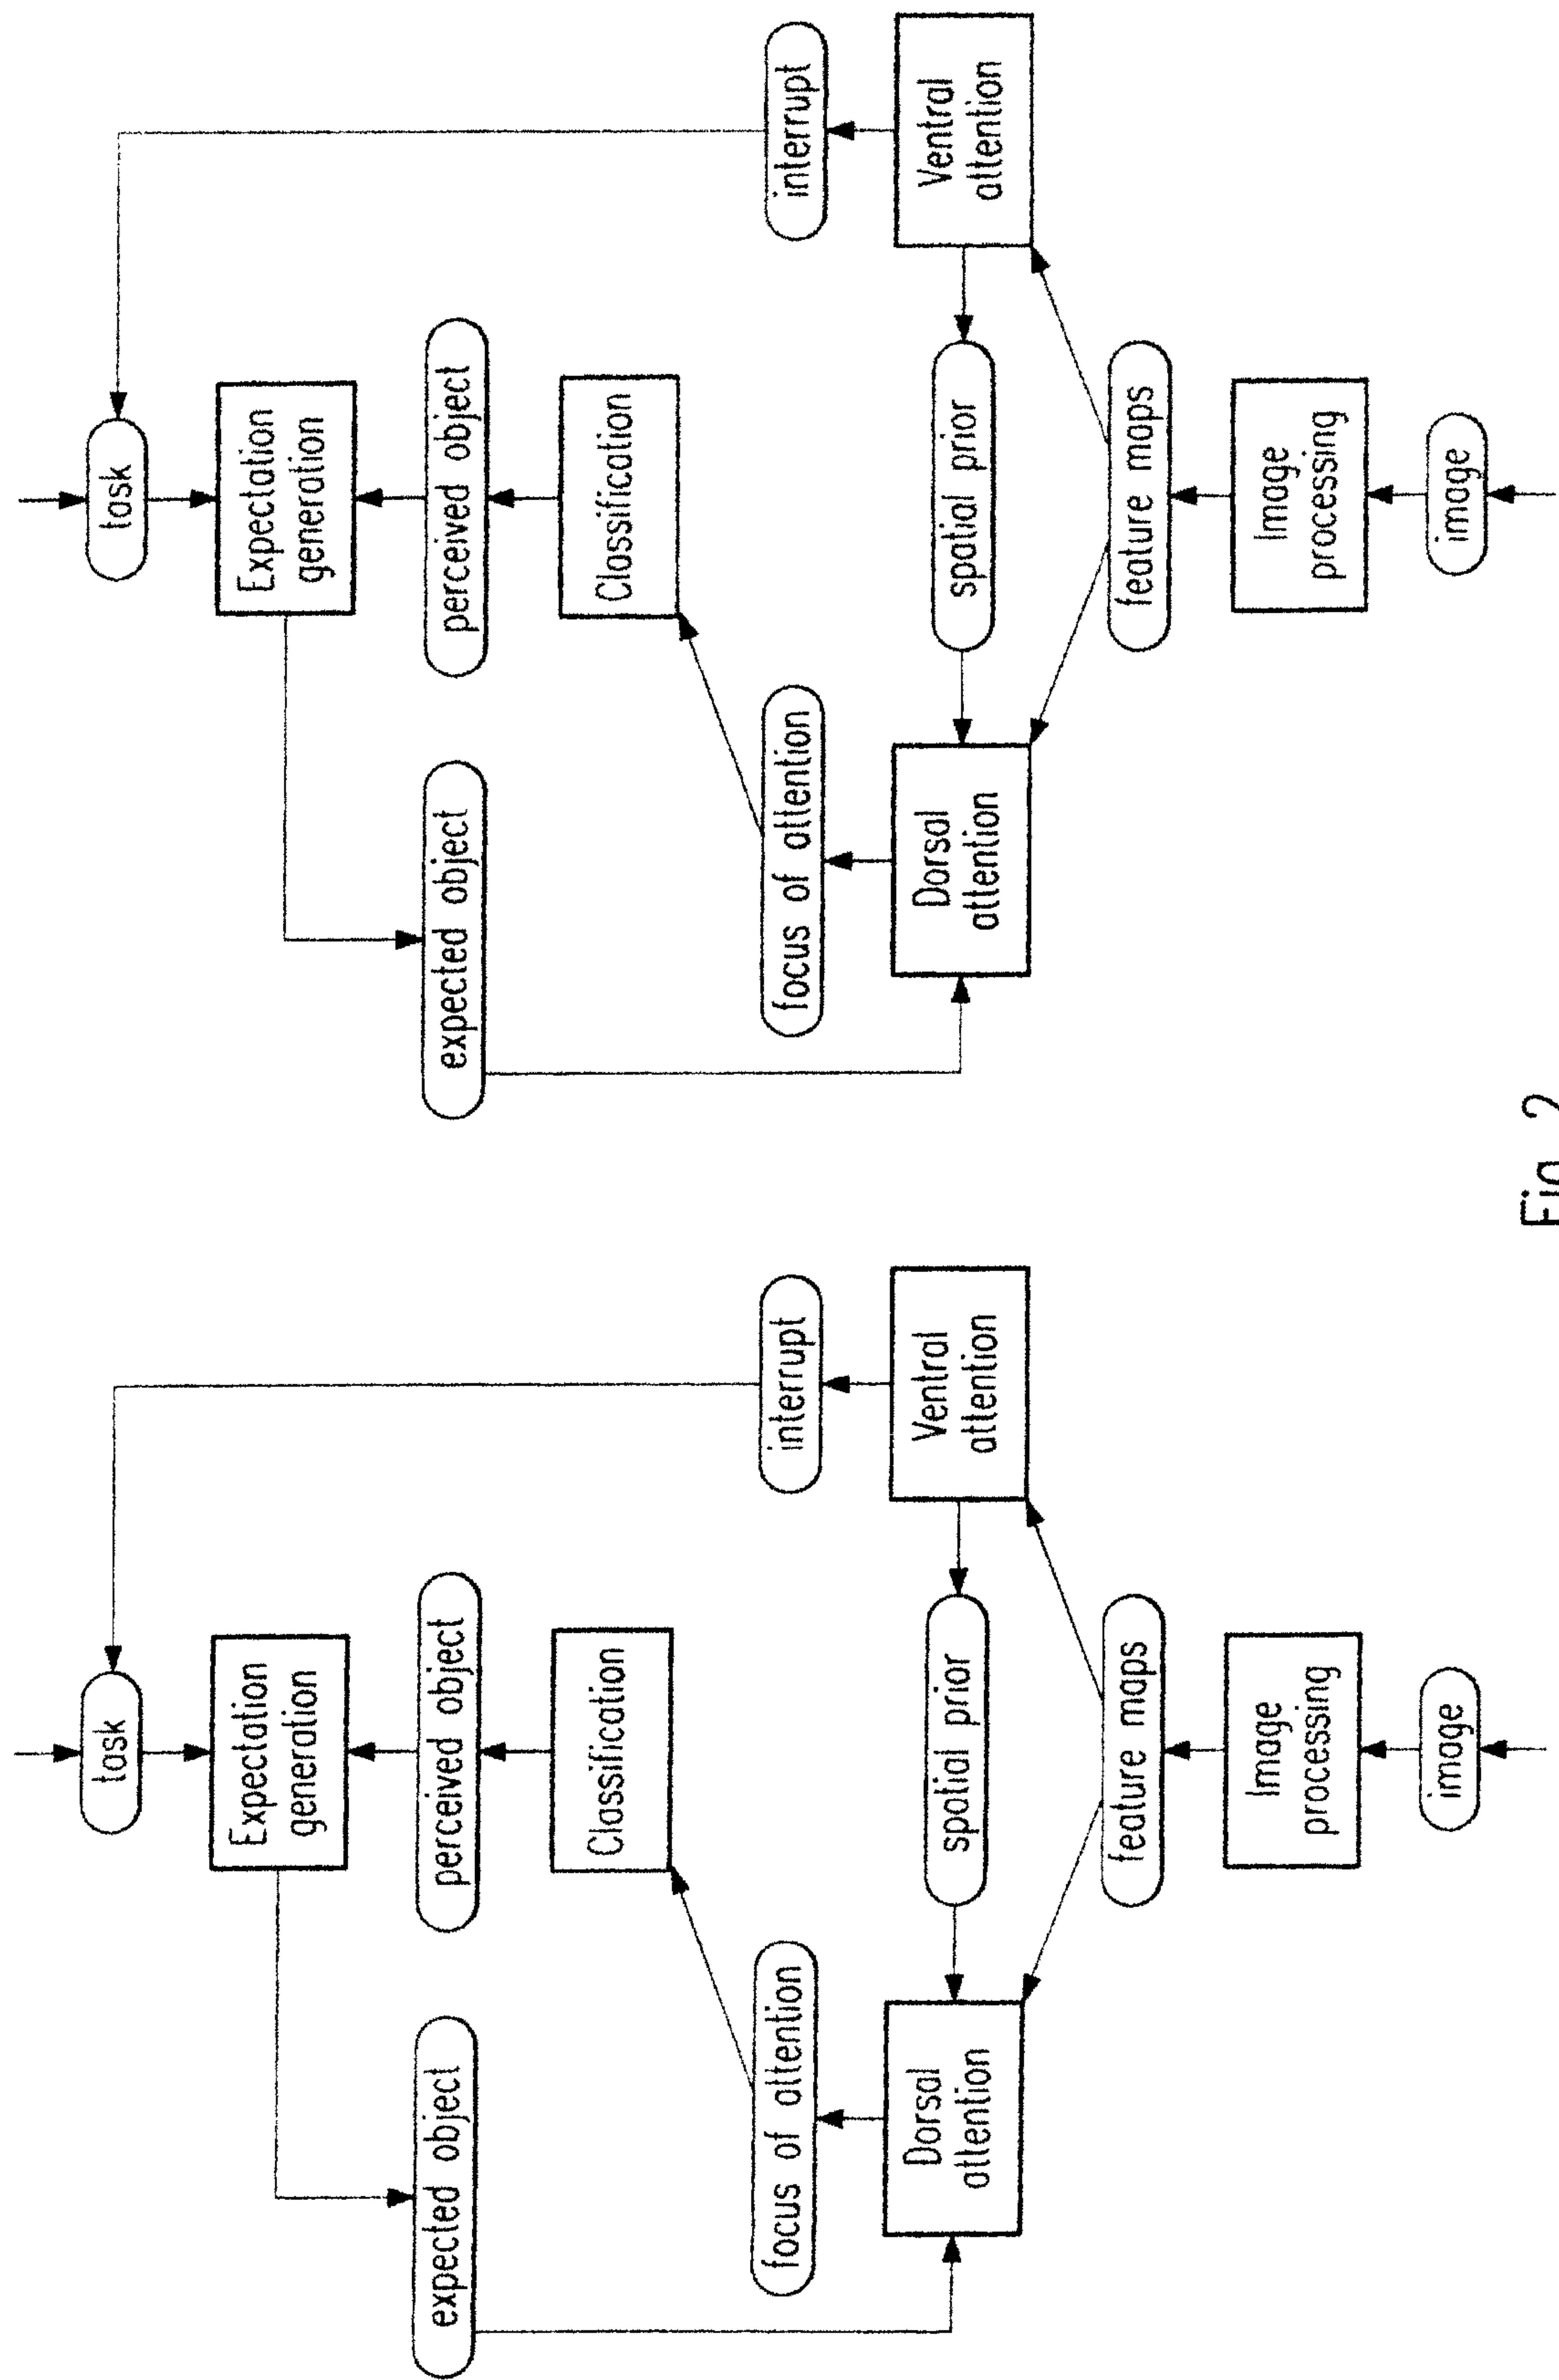 task
Expectation
generation
expected object
perceived object
Classification
focus of attention
interrupt
Dorsal
attention
spatial prior
Ventral
attention
feature maps
Image
processing
image
task
Expectation
generation
expected object
perceived object
Classification
focus of attention
interrupt
Dorsal
attention
spatial prior
Ventral
attention
feature maps
Image
processing
image
Fig. 2